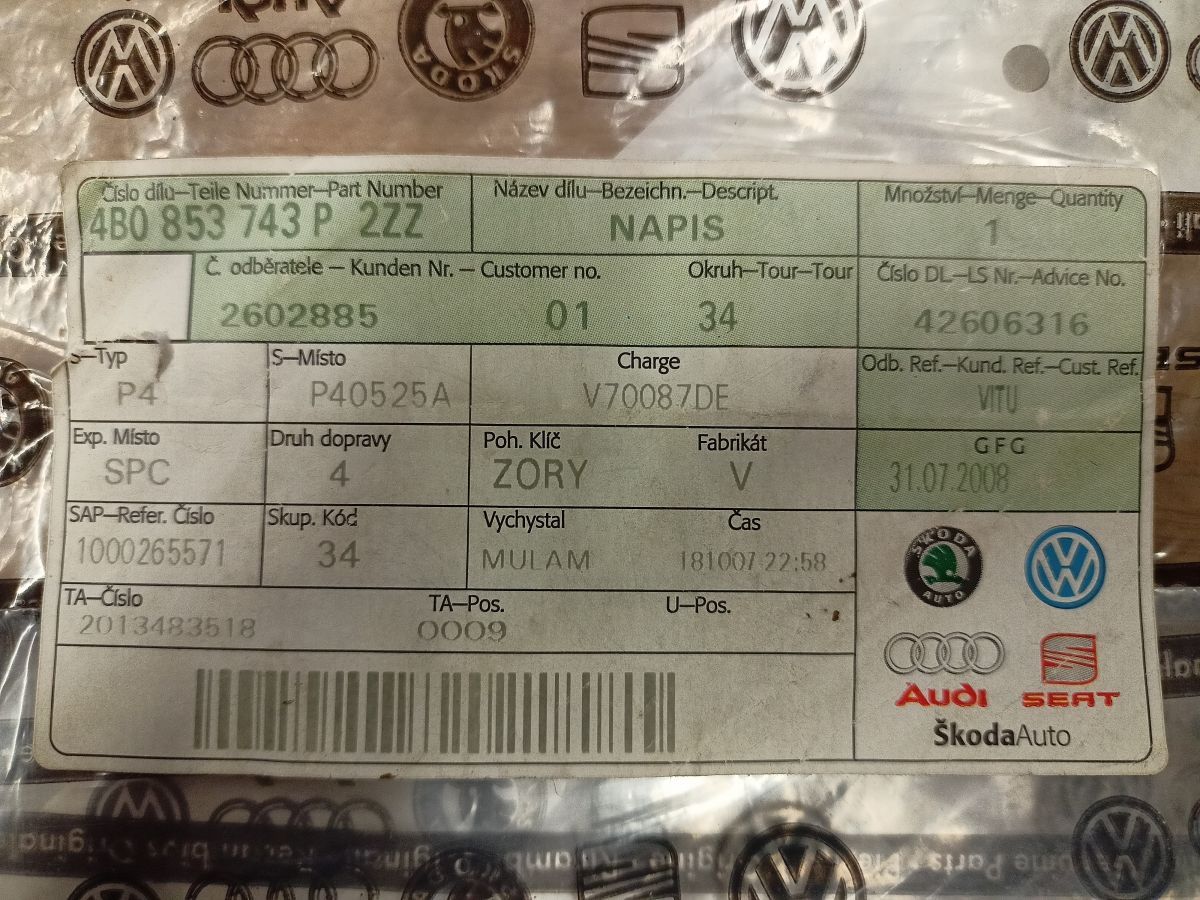 ŠKODA
Číslo dílu—Teile Nummer—Part Number
Název dílu—Bezeichn.—Descript.
Množství—Menge—Quantity
4B0 853 743 P 2ZZ
NAPIS
1
Č. odběratele — Kunden Nr. — Customer no.
Okruh—Tour—Tour
Číslo DL—LS Nr.—Advice No.
2602885
01
34
42606316
S—Typ
S—Místo
Charge
Odb. Ref.—Kund. Ref.—Cust. Ref.
P4
P40525A
V70087DE
VITU
Exp. Místo
Druh dopravy
Poh. Klíč
Fabrikát
GFG
SPC
4
ZORY
V
31.07.2008
SAP—Refer. Číslo
Skup. Kód
Vychystal
Čas
1000265571
34
MULAM
181007 22:58
ŠKODA
AUTO
TA—Číslo
TA—Pos.
U—Pos.
2013483518
0009
Audi
SEAT
ŠkodaAuto